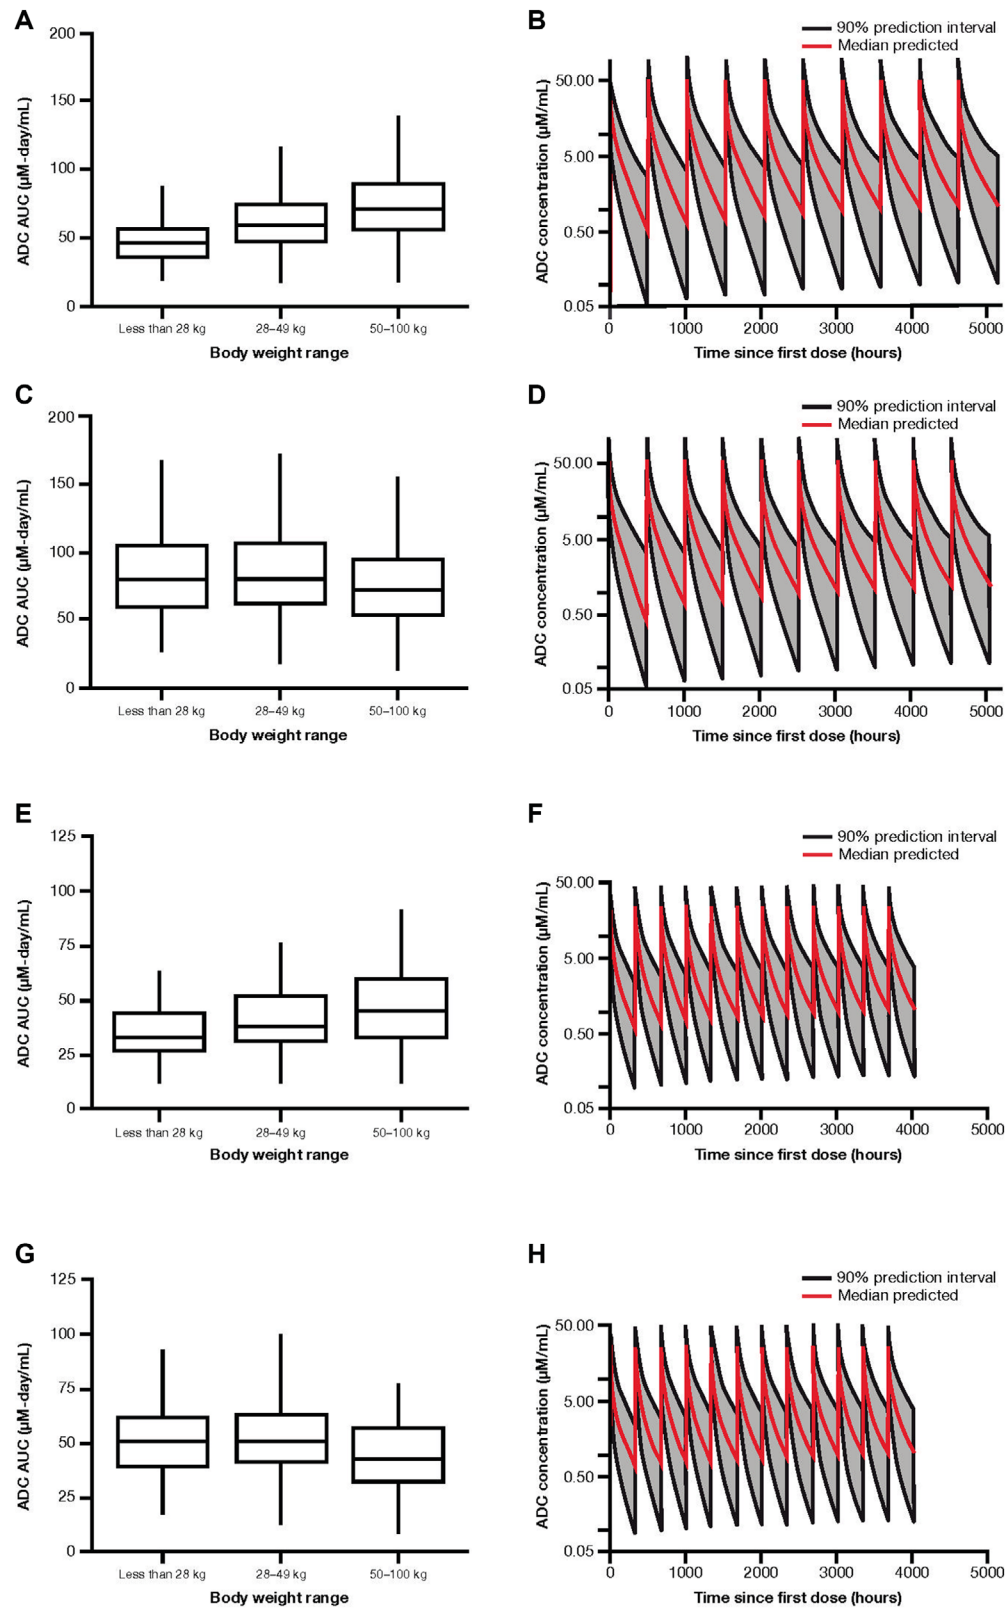 A
200
150
100
50
0
ADC AUC (µM-day/mL)
Less than 28 kg
28–49 kg
50–100 kg
Body weight range
B
90% prediction interval
Median predicted
50.00
5.00
0.50
0.05
ADC concentration (µM/mL)
0
1000
2000
3000
4000
5000
Time since first dose (hours)
C
200
150
100
50
0
ADC AUC (µM-day/mL)
Less than 28 kg
28–49 kg
50–100 kg
Body weight range
D
90% prediction interval
Median predicted
50.00
5.00
0.50
0.05
ADC concentration (µM/mL)
0
1000
2000
3000
4000
5000
Time since first dose (hours)
E
125
100
75
50
25
0
ADC AUC (µM-day/mL)
Less than 28 kg
28–49 kg
50–100 kg
Body weight range
F
90% prediction interval
Median predicted
50.00
5.00
0.50
0.05
ADC concentration (µM/mL)
0
1000
2000
3000
4000
5000
Time since first dose (hours)
G
125
100
75
50
25
0
ADC AUC (µM-day/mL)
Less than 28 kg
28–49 kg
50–100 kg
Body weight range
H
90% prediction interval
Median predicted
50.00
5.00
0.50
0.05
ADC concentration (µM/mL)
0
1000
2000
3000
4000
5000
Time since first dose (hours)